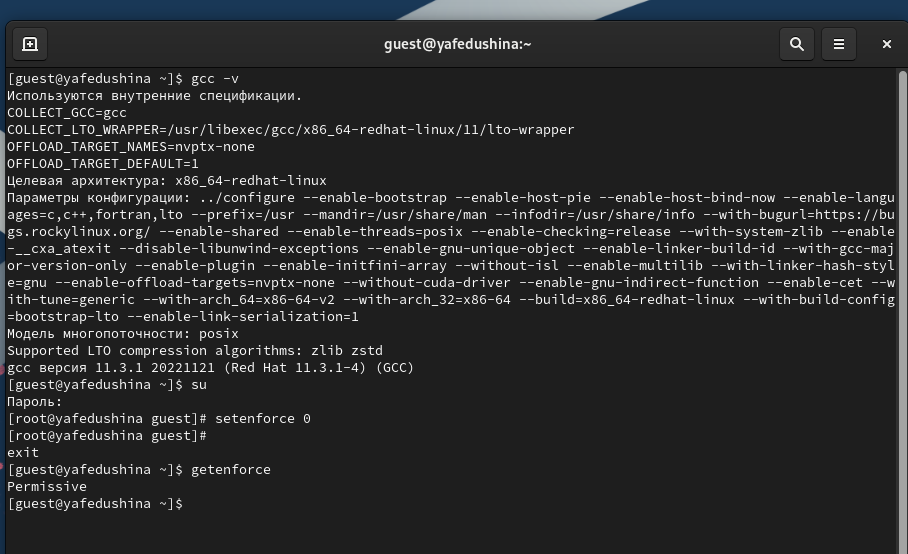 guest@yafedushina:~
[guest@yafedushina ~]$ gcc -v
Используются внутренние спецификации.
COLLECT_GCC=gcc
COLLECT_LTO_WRAPPER=/usr/libexec/gcc/x86_64-redhat-linux/11/lto-wrapper
OFFLOAD_TARGET_NAMES=nvptx-none
OFFLOAD_TARGET_DEFAULT=1
Целевая архитектура: x86_64-redhat-linux
Параметры конфигурации: ../configure --enable-bootstrap --enable-host-pie --enable-host-bind-now --enable-langu
ages=c,c++,fortran,lto --prefix=/usr --mandir=/usr/share/man --infodir=/usr/share/info --with-bugurl=https://bu
gs.rockylinux.org/ --enable-shared --enable-threads=posix --enable-checking=release --with-system-zlib --enable
-__cxa_atexit --disable-libunwind-exceptions --enable-gnu-unique-object --enable-linker-build-id --with-gcc-maj
or-version-only --enable-plugin --enable-initfini-array --without-isl --enable-multilib --with-linker-hash-styl
e=gnu --enable-offload-targets=nvptx-none --without-cuda-driver --enable-gnu-indirect-function --enable-cet --w
ith-tune=generic --with-arch_64=x86-64-v2 --with-arch_32=x86-64 --build=x86_64-redhat-linux --with-build-config
=bootstrap-lto --enable-link-serialization=1
Модель многопоточности: posix
Supported LTO compression algorithms: zlib zstd
gcc версия 11.3.1 20221121 (Red Hat 11.3.1-4) (GCC)
[guest@yafedushina ~]$ su
Пароль:
[root@yafedushina guest]# setenforce 0
[root@yafedushina guest]#
exit
[guest@yafedushina ~]$ getenforce
Permissive
[guest@yafedushina ~]$